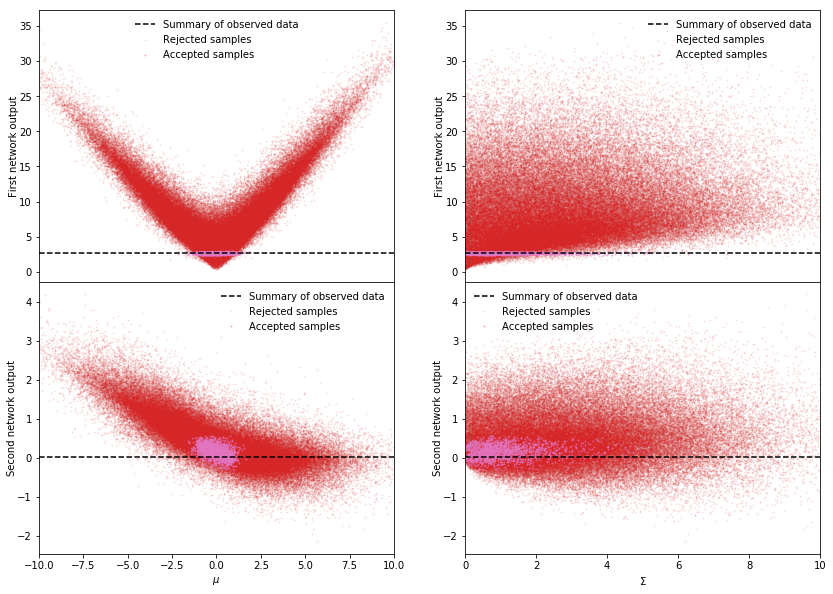 Summary of observed data
Rejected samples
Accepted samples
First network output
35
30
25
20
15
10
5
0
Summary of observed data
Rejected samples
Accepted samples
First network output
35
30
25
20
15
10
5
0
Summary of observed data
Rejected samples
Accepted samples
Second network output
4
3
2
1
0
−1
−2
−10.0 −7.5 −5.0 −2.5 0.0 2.5 5.0 7.5 10.0
μ
Summary of observed data
Rejected samples
Accepted samples
Second network output
4
3
2
1
0
−1
−2
0 2 4 6 8 10
Σ